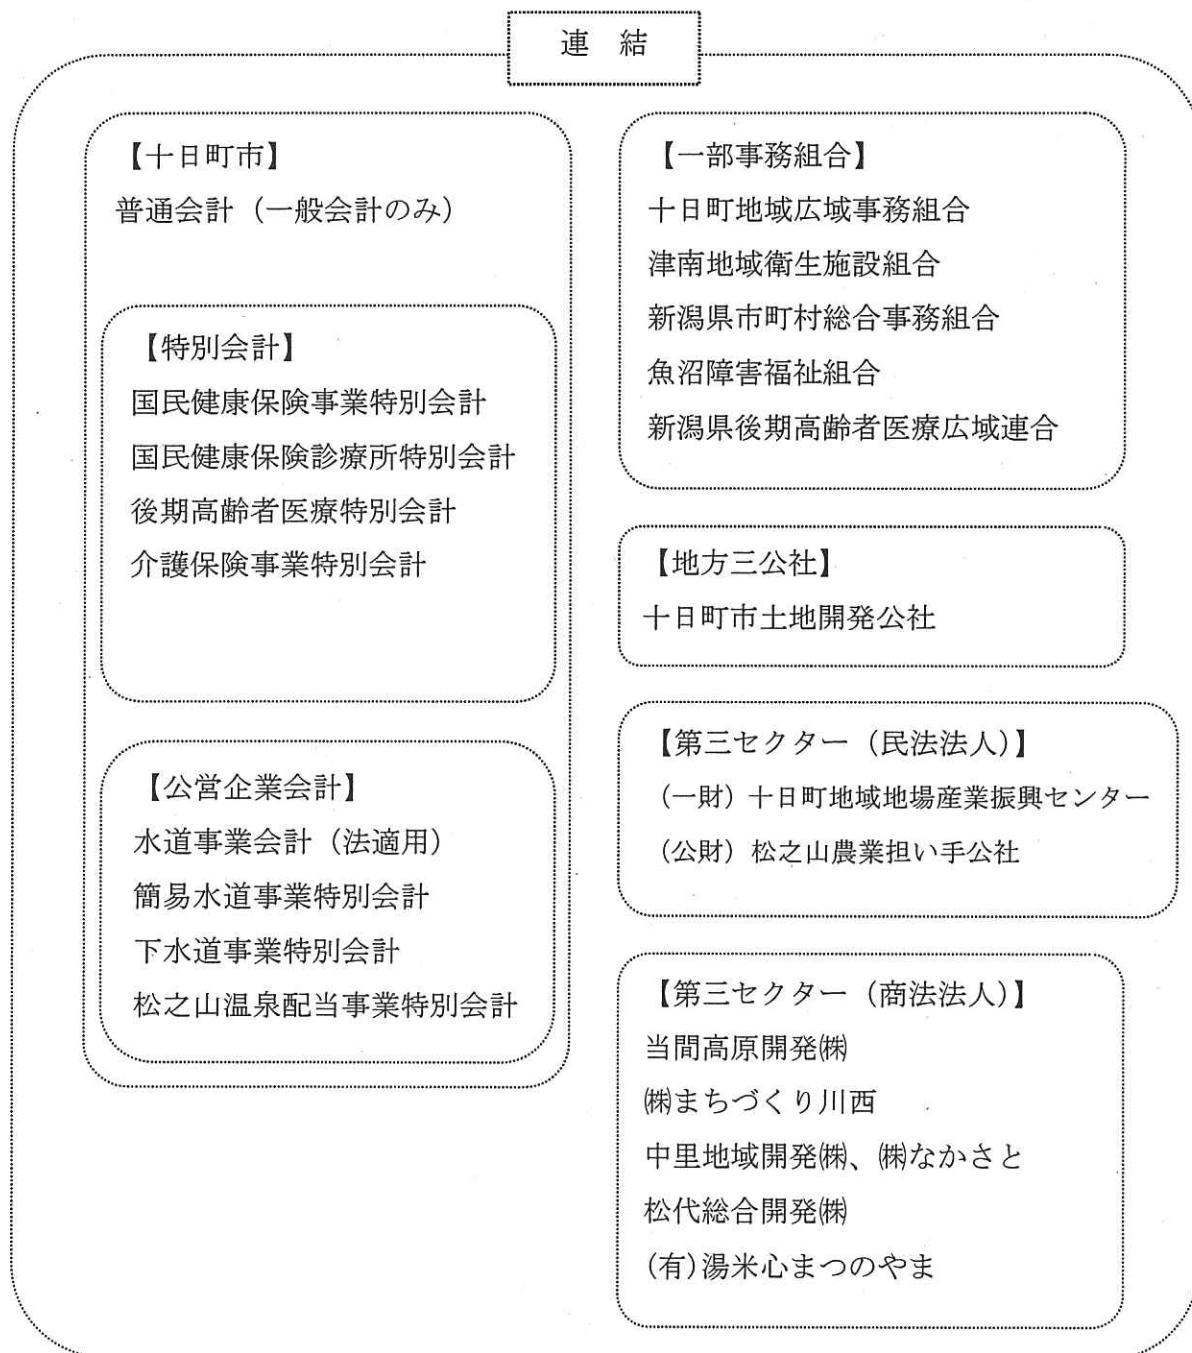 連 結
【十日町市】
普通会計（一般会計のみ）
【特別会計】
国民健康保険事業特別会計
国民健康保険診療所特別会計
後期高齢者医療特別会計
介護保険事業特別会計
【公営企業会計】
水道事業会計（法適用）
簡易水道事業特別会計
下水道事業特別会計
松之山温泉配当事業特別会計
【一部事務組合】
十日町地域広域事務組合
津南地域衛生施設組合
新潟県市町村総合事務組合
魚沼障害福祉組合
新潟県後期高齢者医療広域連合
【地方三公社】
十日町市土地開発公社
【第三セクター（民法法人）】
（一財）十日町地域地場産業振興センター
（公財）松之山農業担い手公社
【第三セクター（商法法人）】
当間高原開発㈱
㈱まちづくり川西
中里地域開発㈱、㈱なかさと
松代総合開発㈱
(有)湯米心まつのやま